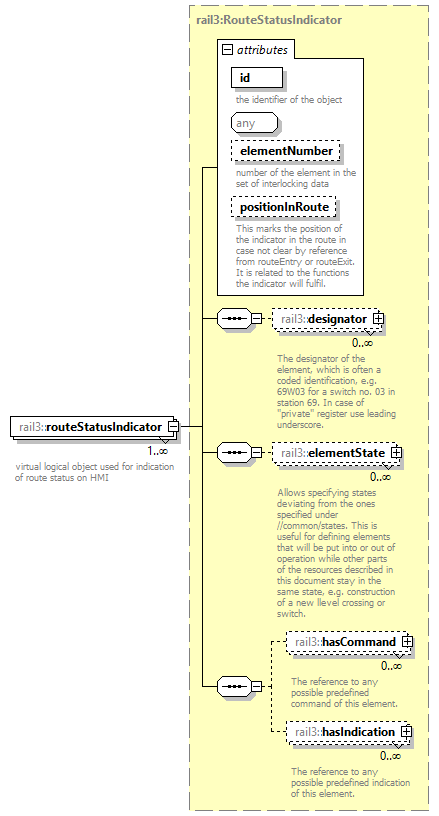 rail3:RouteStatusIndicator
attributes
id
the identifier of the object
any
elementNumber
number of the element in the
set of interlocking data
positionInRoute
This marks the position of
the indicator in the route in
case not clear by reference
from routeEntry or routeExit.
It is related to the functions
the indicator will fulfil.
rail3::designator
0..∞
The designator of the
element, which is often a
coded identification, e.g.
69W03 for a switch no. 03 in
station 69. In case of
"private" register use leading
underscore.
rail3::routeStatusIndicator
1..∞
virtual logical object used for indication
of route status on HMI
rail3::elementState
0..∞
Allows specifying states
deviating from the ones
specified under
//common/states. This is
useful for defining elements
that will be put into or out of
operation while other parts
of the resources described in
this document stay in the
same state, e.g. construction
of a new llevel crossing or
switch.
rail3::hasCommand
0..∞
The reference to any
possible predefined
command of this element.
rail3::hasIndication
0..∞
The reference to any
possible predefined indication
of this element.